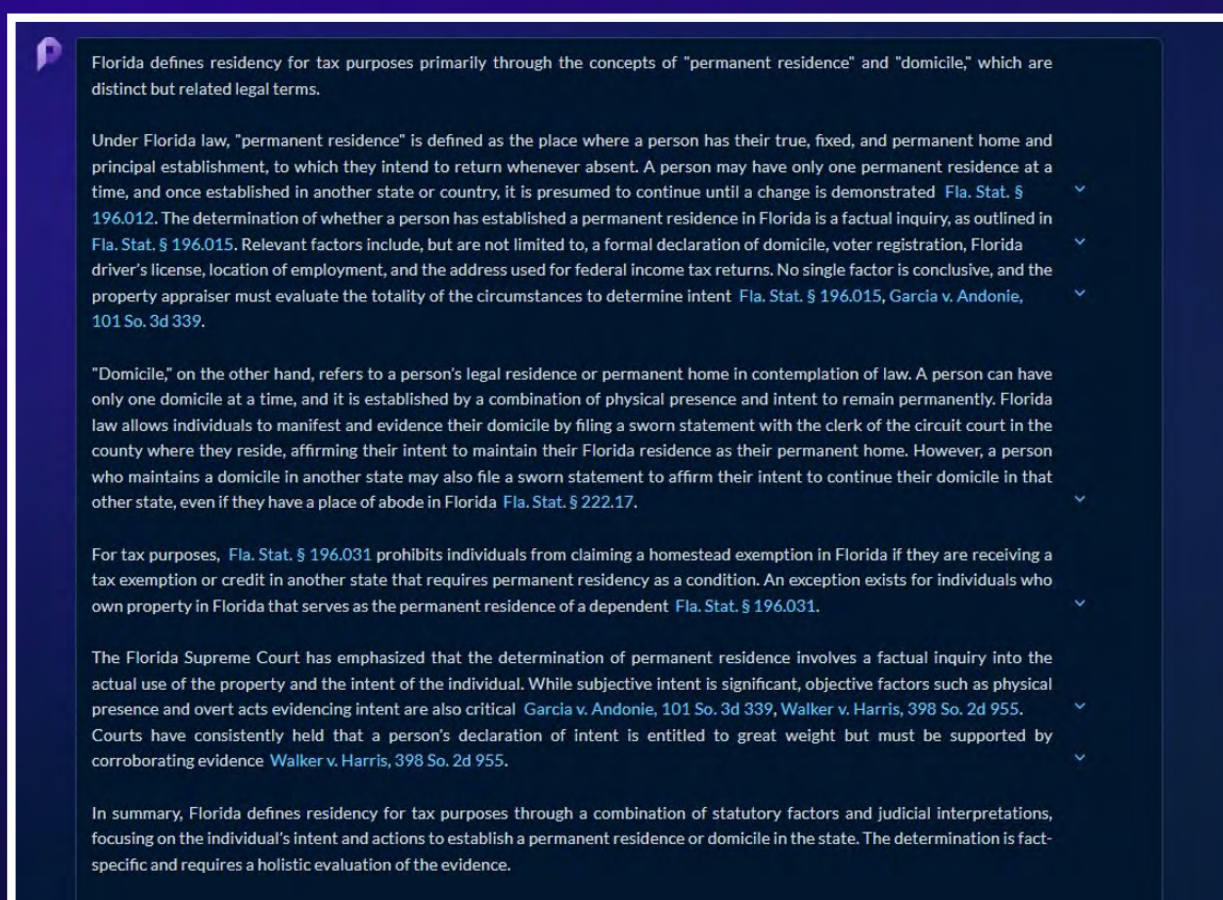 Florida defines residency for tax purposes primarily through the concepts of "permanent residence" and "domicile," which are
distinct but related legal terms.
Under Florida law, "permanent residence" is defined as the place where a person has their true, fixed, and permanent home and
principal establishment, to which they intend to return whenever absent. A person may have only one permanent residence at a
time, and once established in another state or country, it is presumed to continue until a change is demonstrated Fla. Stat. §
196.012. The determination of whether a person has established a permanent residence in Florida is a factual inquiry, as outlined in
Fla. Stat. § 196.015. Relevant factors include, but are not limited to, a formal declaration of domicile, voter registration, Florida
driver's license, location of employment, and the address used for federal income tax returns. No single factor is conclusive, and the
property appraiser must evaluate the totality of the circumstances to determine intent Fla. Stat. § 196.015, Garcia v. Andonie,
101 So. 3d 339.
"Domicile," on the other hand, refers to a person's legal residence or permanent home in contemplation of law. A person can have
only one domicile at a time, and it is established by a combination of physical presence and intent to remain permanently. Florida
law allows individuals to manifest and evidence their domicile by filing a sworn statement with the clerk of the circuit court in the
county where they reside, affirming their intent to maintain their Florida residence as their permanent home. However, a person
who maintains a domicile in another state may also file a sworn statement to affirm their intent to continue their domicile in that
other state, even if they have a place of abode in Florida Fla. Stat. § 222.17.
For tax purposes, Fla. Stat. § 196.031 prohibits individuals from claiming a homestead exemption in Florida if they are receiving a
tax exemption or credit in another state that requires permanent residency as a condition. An exception exists for individuals who
own property in Florida that serves as the permanent residence of a dependent Fla. Stat. § 196.031.
The Florida Supreme Court has emphasized that the determination of permanent residence involves a factual inquiry into the
actual use of the property and the intent of the individual. While subjective intent is significant, objective factors such as physical
presence and overt acts evidencing intent are also critical Garcia v. Andonie, 101 So. 3d 339, Walker v. Harris, 398 So. 2d 955.
Courts have consistently held that a person's declaration of intent is entitled to great weight but must be supported by
corroborating evidence Walker v. Harris, 398 So. 2d 955.
In summary, Florida defines residency for tax purposes through a combination of statutory factors and judicial interpretations,
focusing on the individual's intent and actions to establish a permanent residence or domicile in the state. The determination is fact-
specific and requires a holistic evaluation of the evidence.